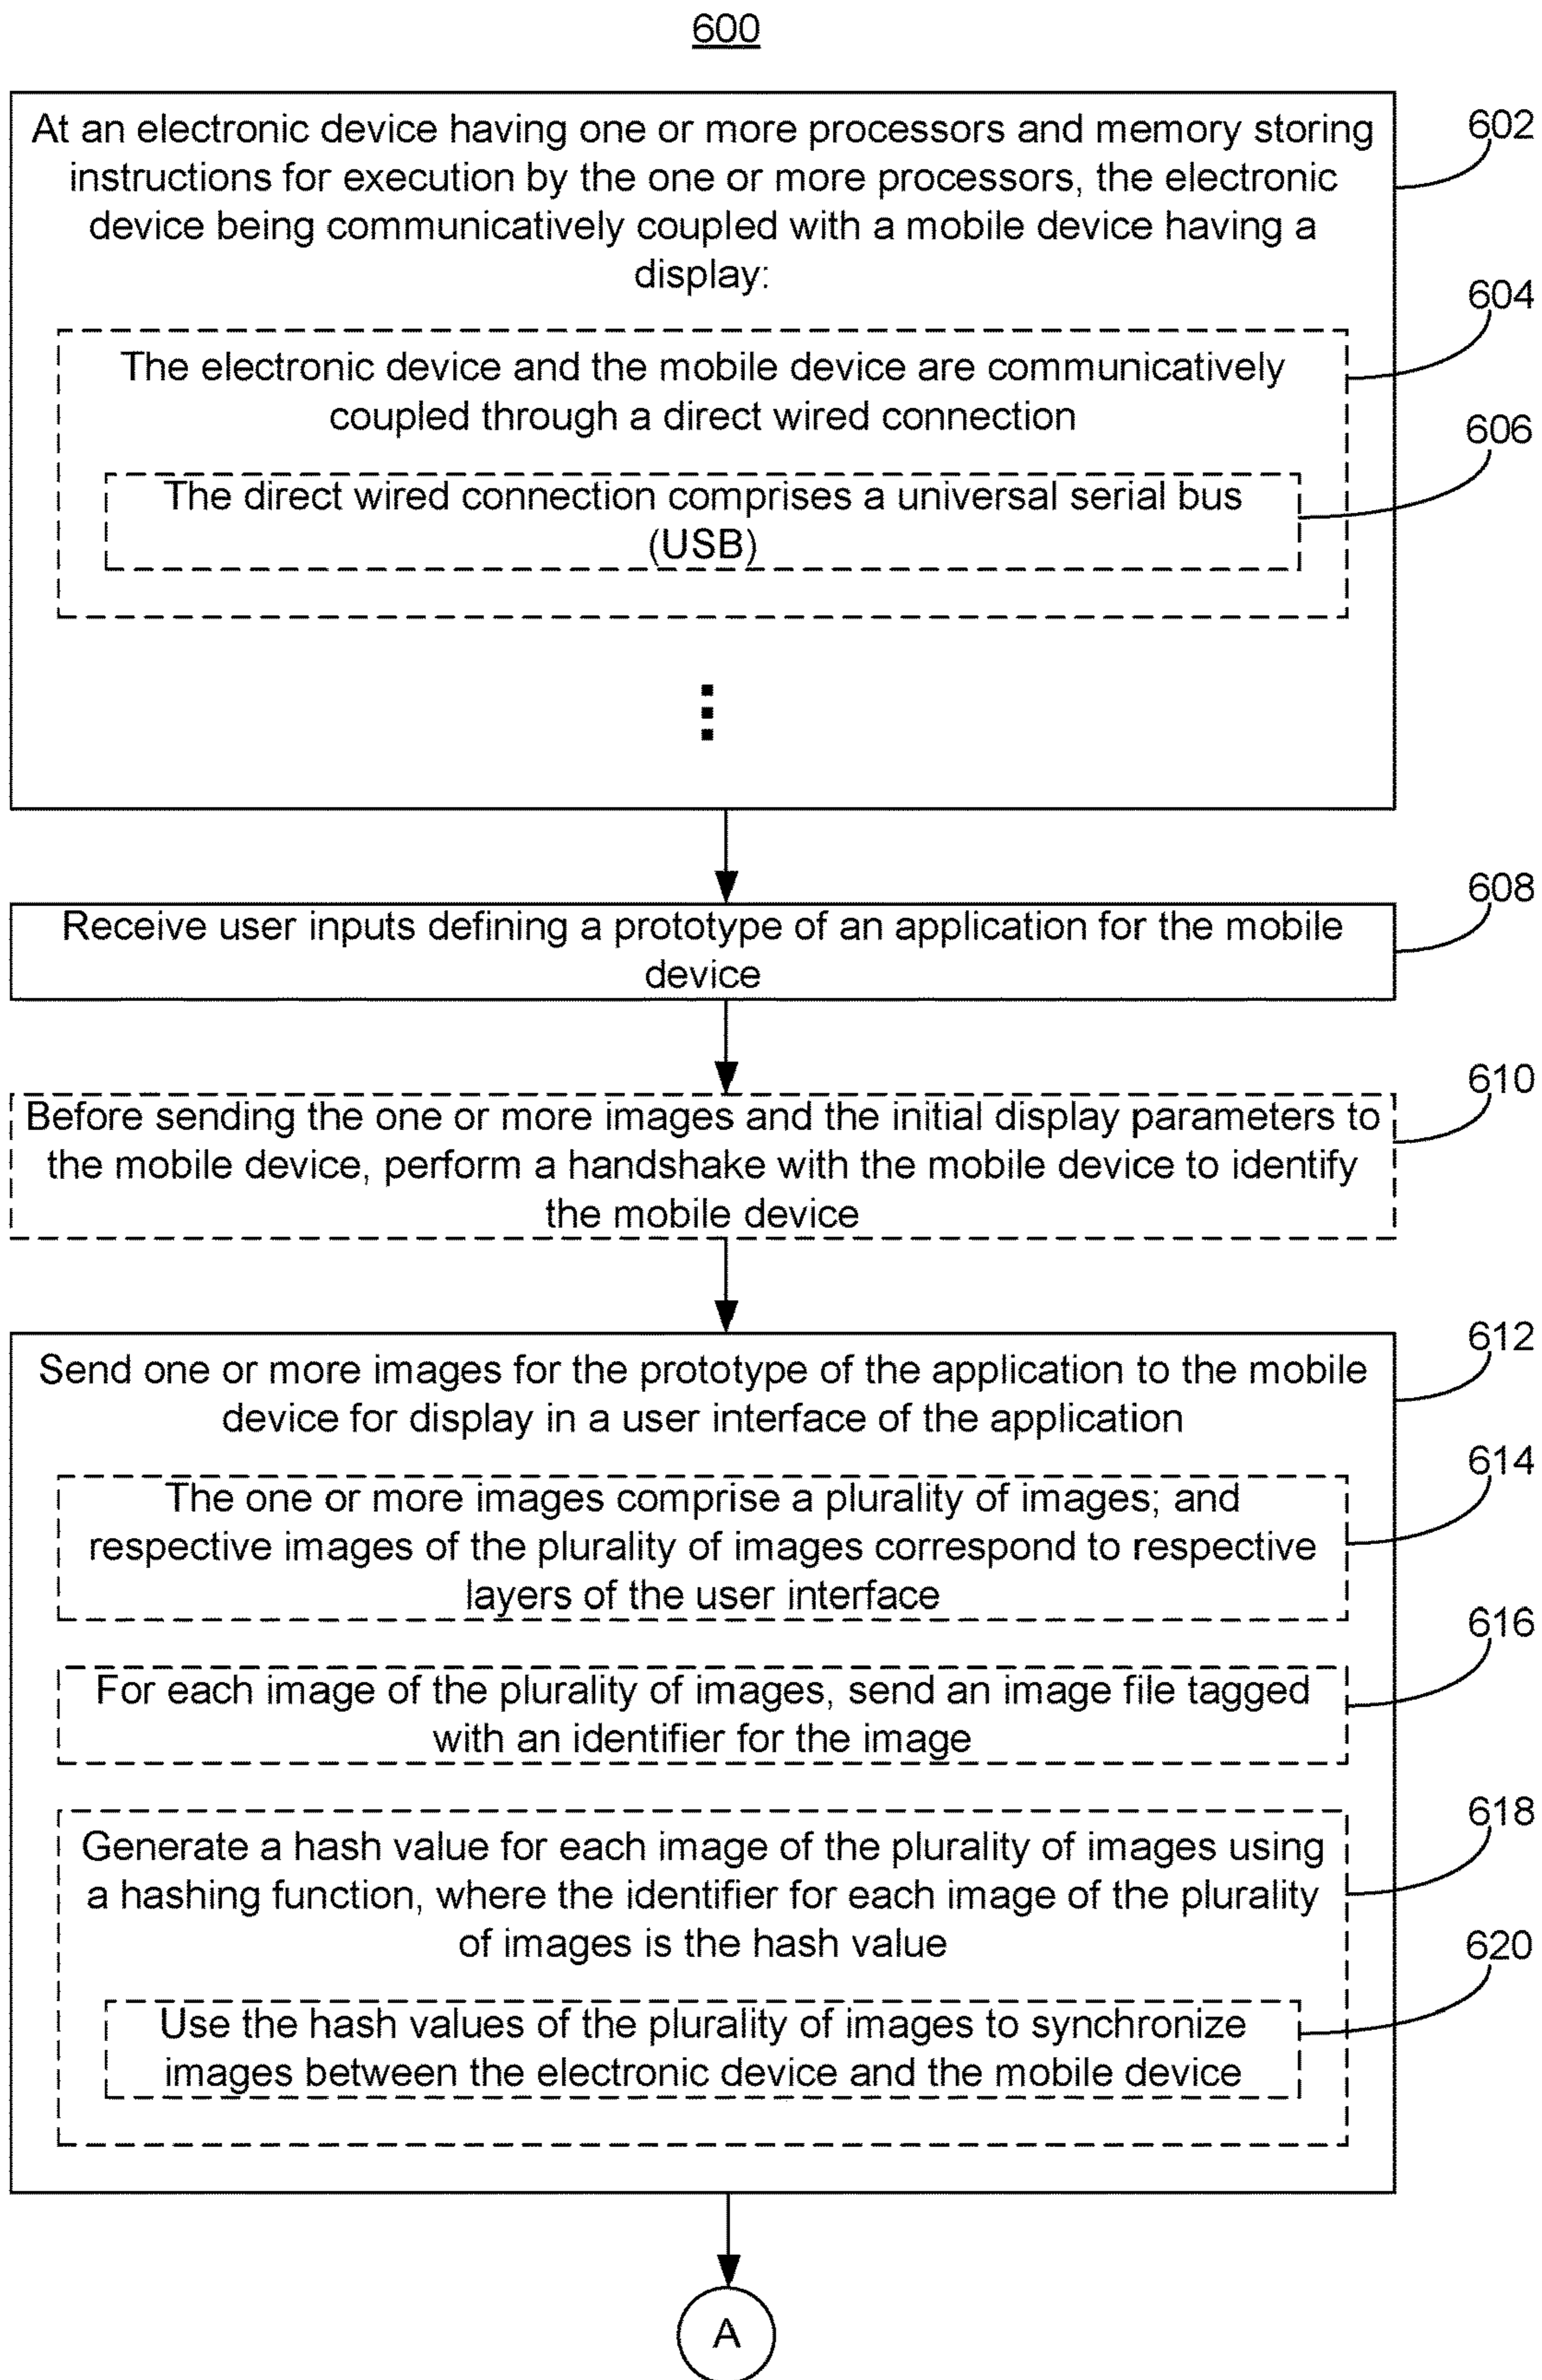 600
At an electronic device having one or more processors and memory storing
instructions for execution by the one or more processors, the electronic
device being communicatively coupled with a mobile device having a
display:
602
The electronic device and the mobile device are communicatively
coupled through a direct wired connection
604
The direct wired connection comprises a universal serial bus
(USB)
606
Receive user inputs defining a prototype of an application for the mobile
device
608
Before sending the one or more images and the initial display parameters to
the mobile device, perform a handshake with the mobile device to identify
the mobile device
610
Send one or more images for the prototype of the application to the mobile
device for display in a user interface of the application
612
The one or more images comprise a plurality of images; and
respective images of the plurality of images correspond to respective
layers of the user interface
614
For each image of the plurality of images, send an image file tagged
with an identifier for the image
616
Generate a hash value for each image of the plurality of images using
a hashing function, where the identifier for each image of the plurality
of images is the hash value
618
Use the hash values of the plurality of images to synchronize
images between the electronic device and the mobile device
620
A